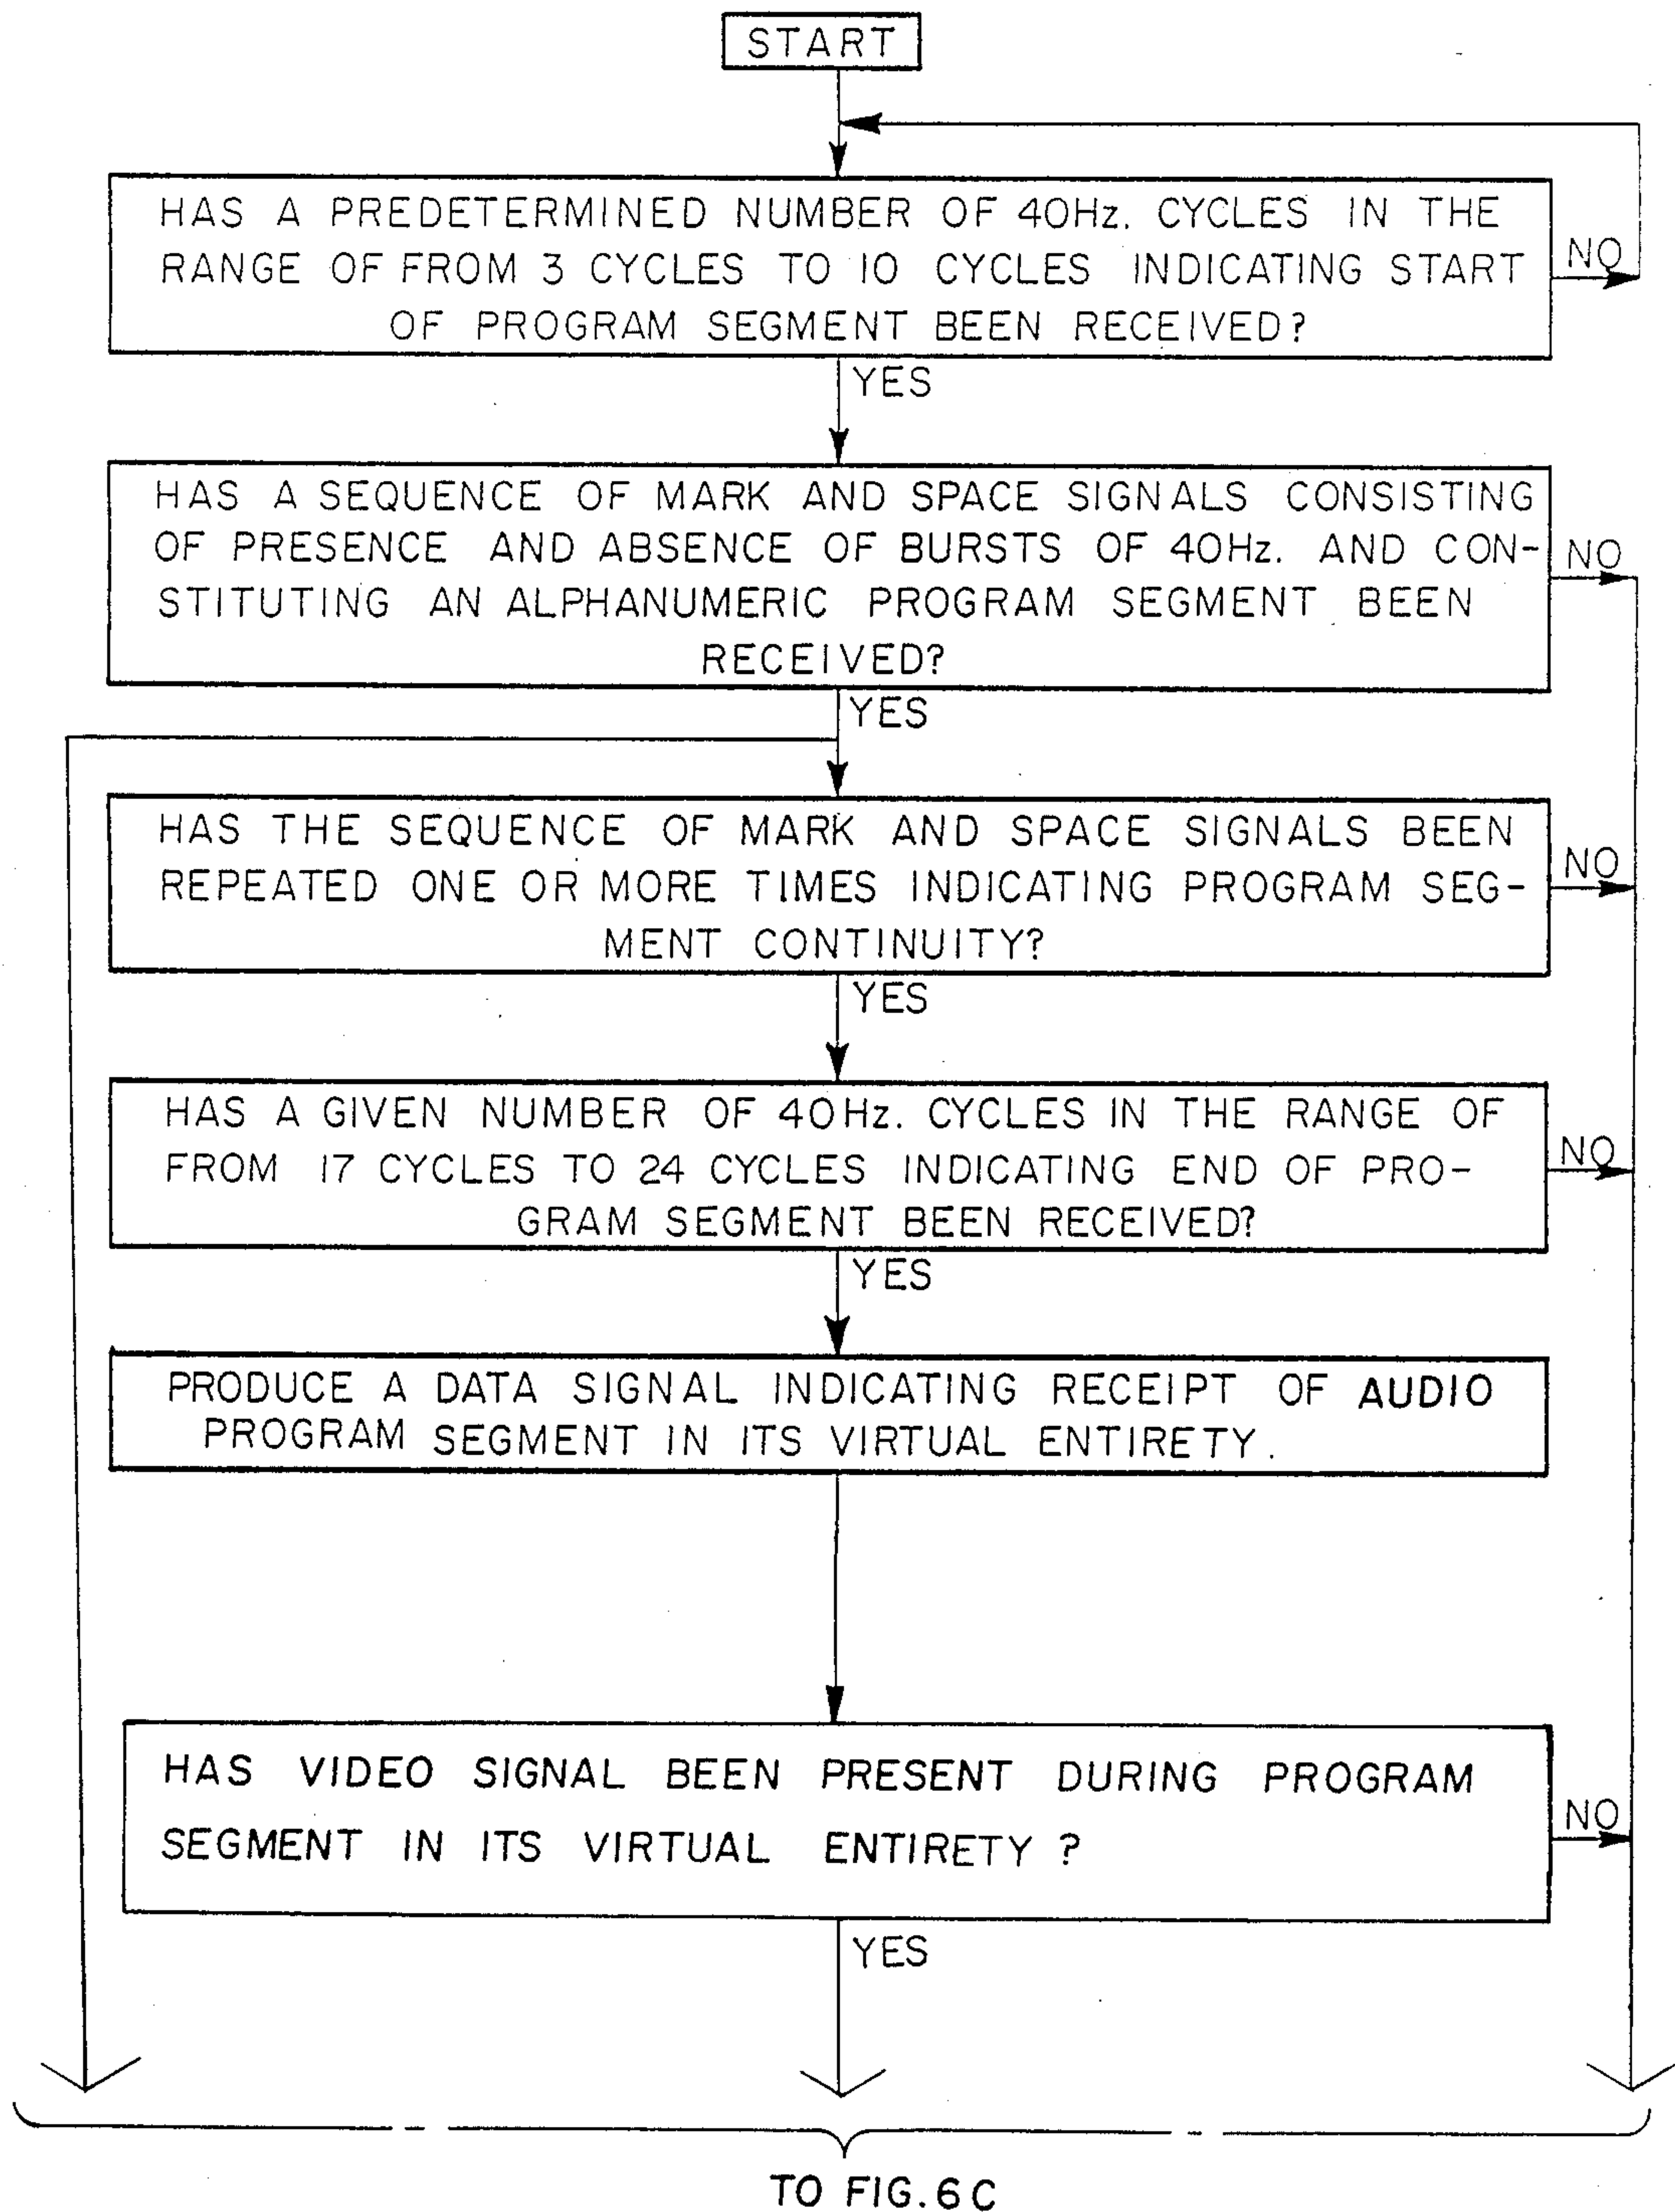 START
HAS A PREDETERMINED NUMBER OF 40Hz. CYCLES IN THE
RANGE OF FROM 3 CYCLES TO 10 CYCLES INDICATING START
OF PROGRAM SEGMENT BEEN RECEIVED?
NO
YES
HAS A SEQUENCE OF MARK AND SPACE SIGNALS CONSISTING
OF PRESENCE AND ABSENCE OF BURSTS OF 40Hz. AND CON-
STITUTING AN ALPHANUMERIC PROGRAM SEGMENT BEEN
RECEIVED?
NO
YES
HAS THE SEQUENCE OF MARK AND SPACE SIGNALS BEEN
REPEATED ONE OR MORE TIMES INDICATING PROGRAM SEG-
MENT CONTINUITY?
NO
YES
HAS A GIVEN NUMBER OF 40Hz. CYCLES IN THE RANGE OF
FROM 17 CYCLES TO 24 CYCLES INDICATING END OF PRO-
GRAM SEGMENT BEEN RECEIVED?
NO
YES
PRODUCE A DATA SIGNAL INDICATING RECEIPT OF AUDIO
PROGRAM SEGMENT IN ITS VIRTUAL ENTIRETY.
HAS VIDEO SIGNAL BEEN PRESENT DURING PROGRAM
SEGMENT IN ITS VIRTUAL ENTIRETY ?
NO
YES
TO FIG.6C